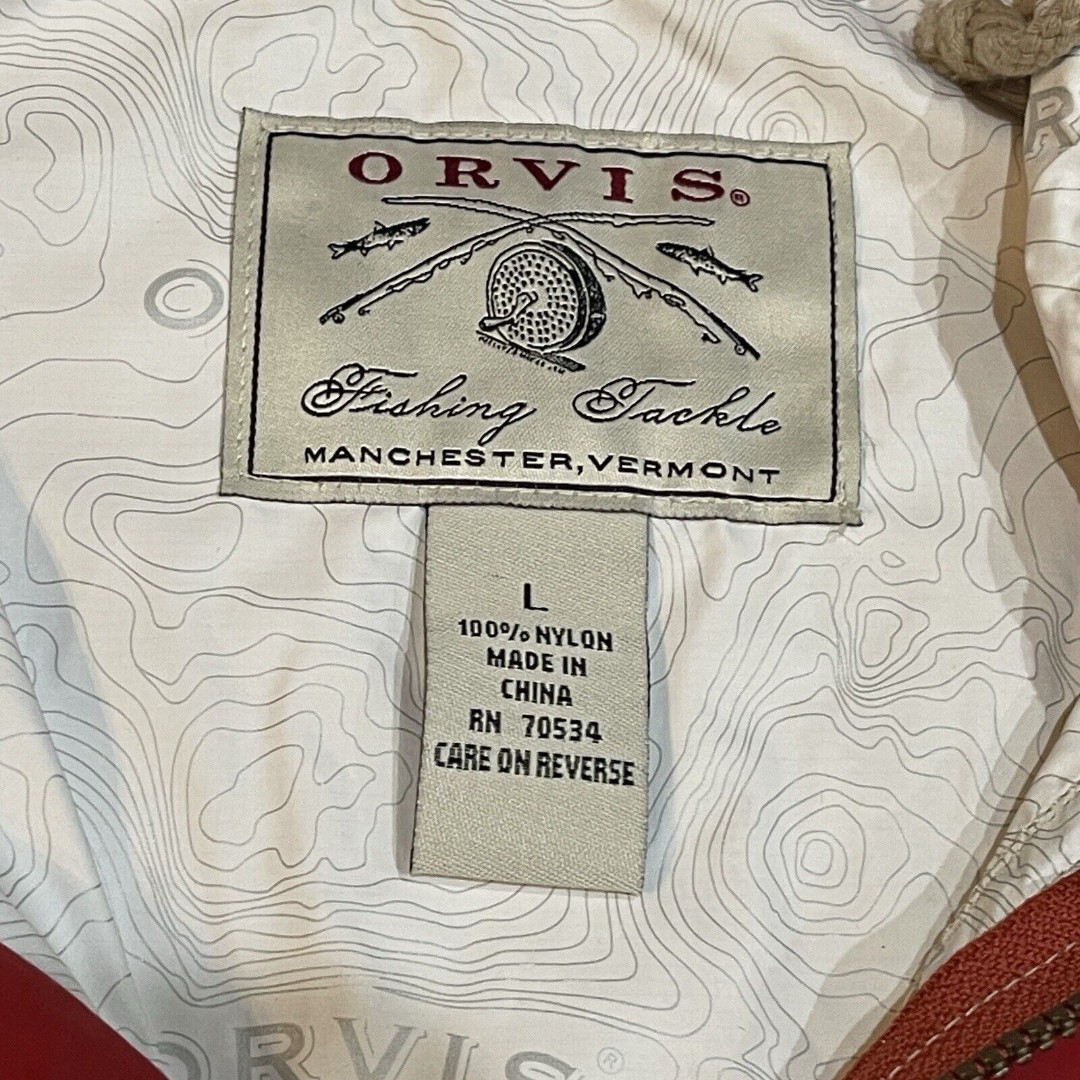 ORVIS®
Fishing Tackle
MANCHESTER, VERMONT
L
100% NYLON
MADE IN
CHINA
RN 70534
CARE ON REVERSE
ORVIS®
R